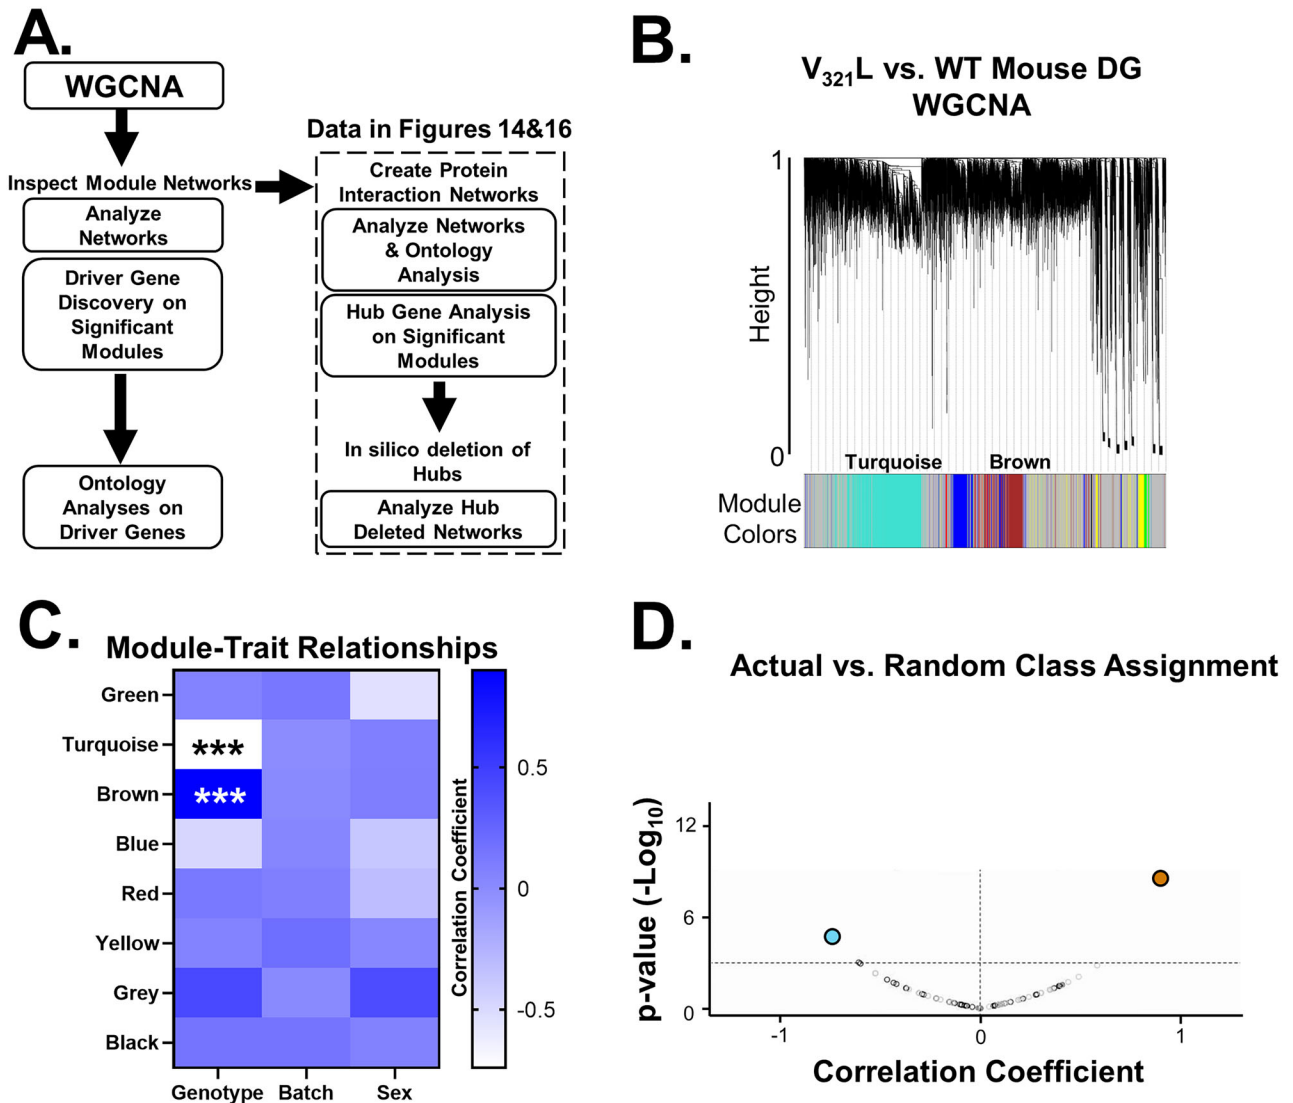 A.
WGCNA
Inspect Module Networks
Analyze
Networks
Driver Gene
Discovery on
Significant
Modules
Ontology
Analyses on
Driver Genes
Data in Figures 14&16
Create Protein
Interaction Networks
Analyze Networks
& Ontology
Analysis
Hub Gene Analysis
on Significant
Modules
In silico deletion of
Hubs
Analyze Hub
Deleted Networks
B.
V321L vs. WT Mouse DG
WGCNA
1
Height
0
Turquoise Brown
Module
Colors
C.
Module-Trait Relationships
Green
Turquoise
***
Brown
***
Blue
Red
Yellow
Grey
Black
Genotype Batch Sex
Correlation Coefficient
0.5
0
-0.5
D.
Actual vs. Random Class Assignment
p-value (-Log10)
12
6
0
-1 0 1
Correlation Coefficient